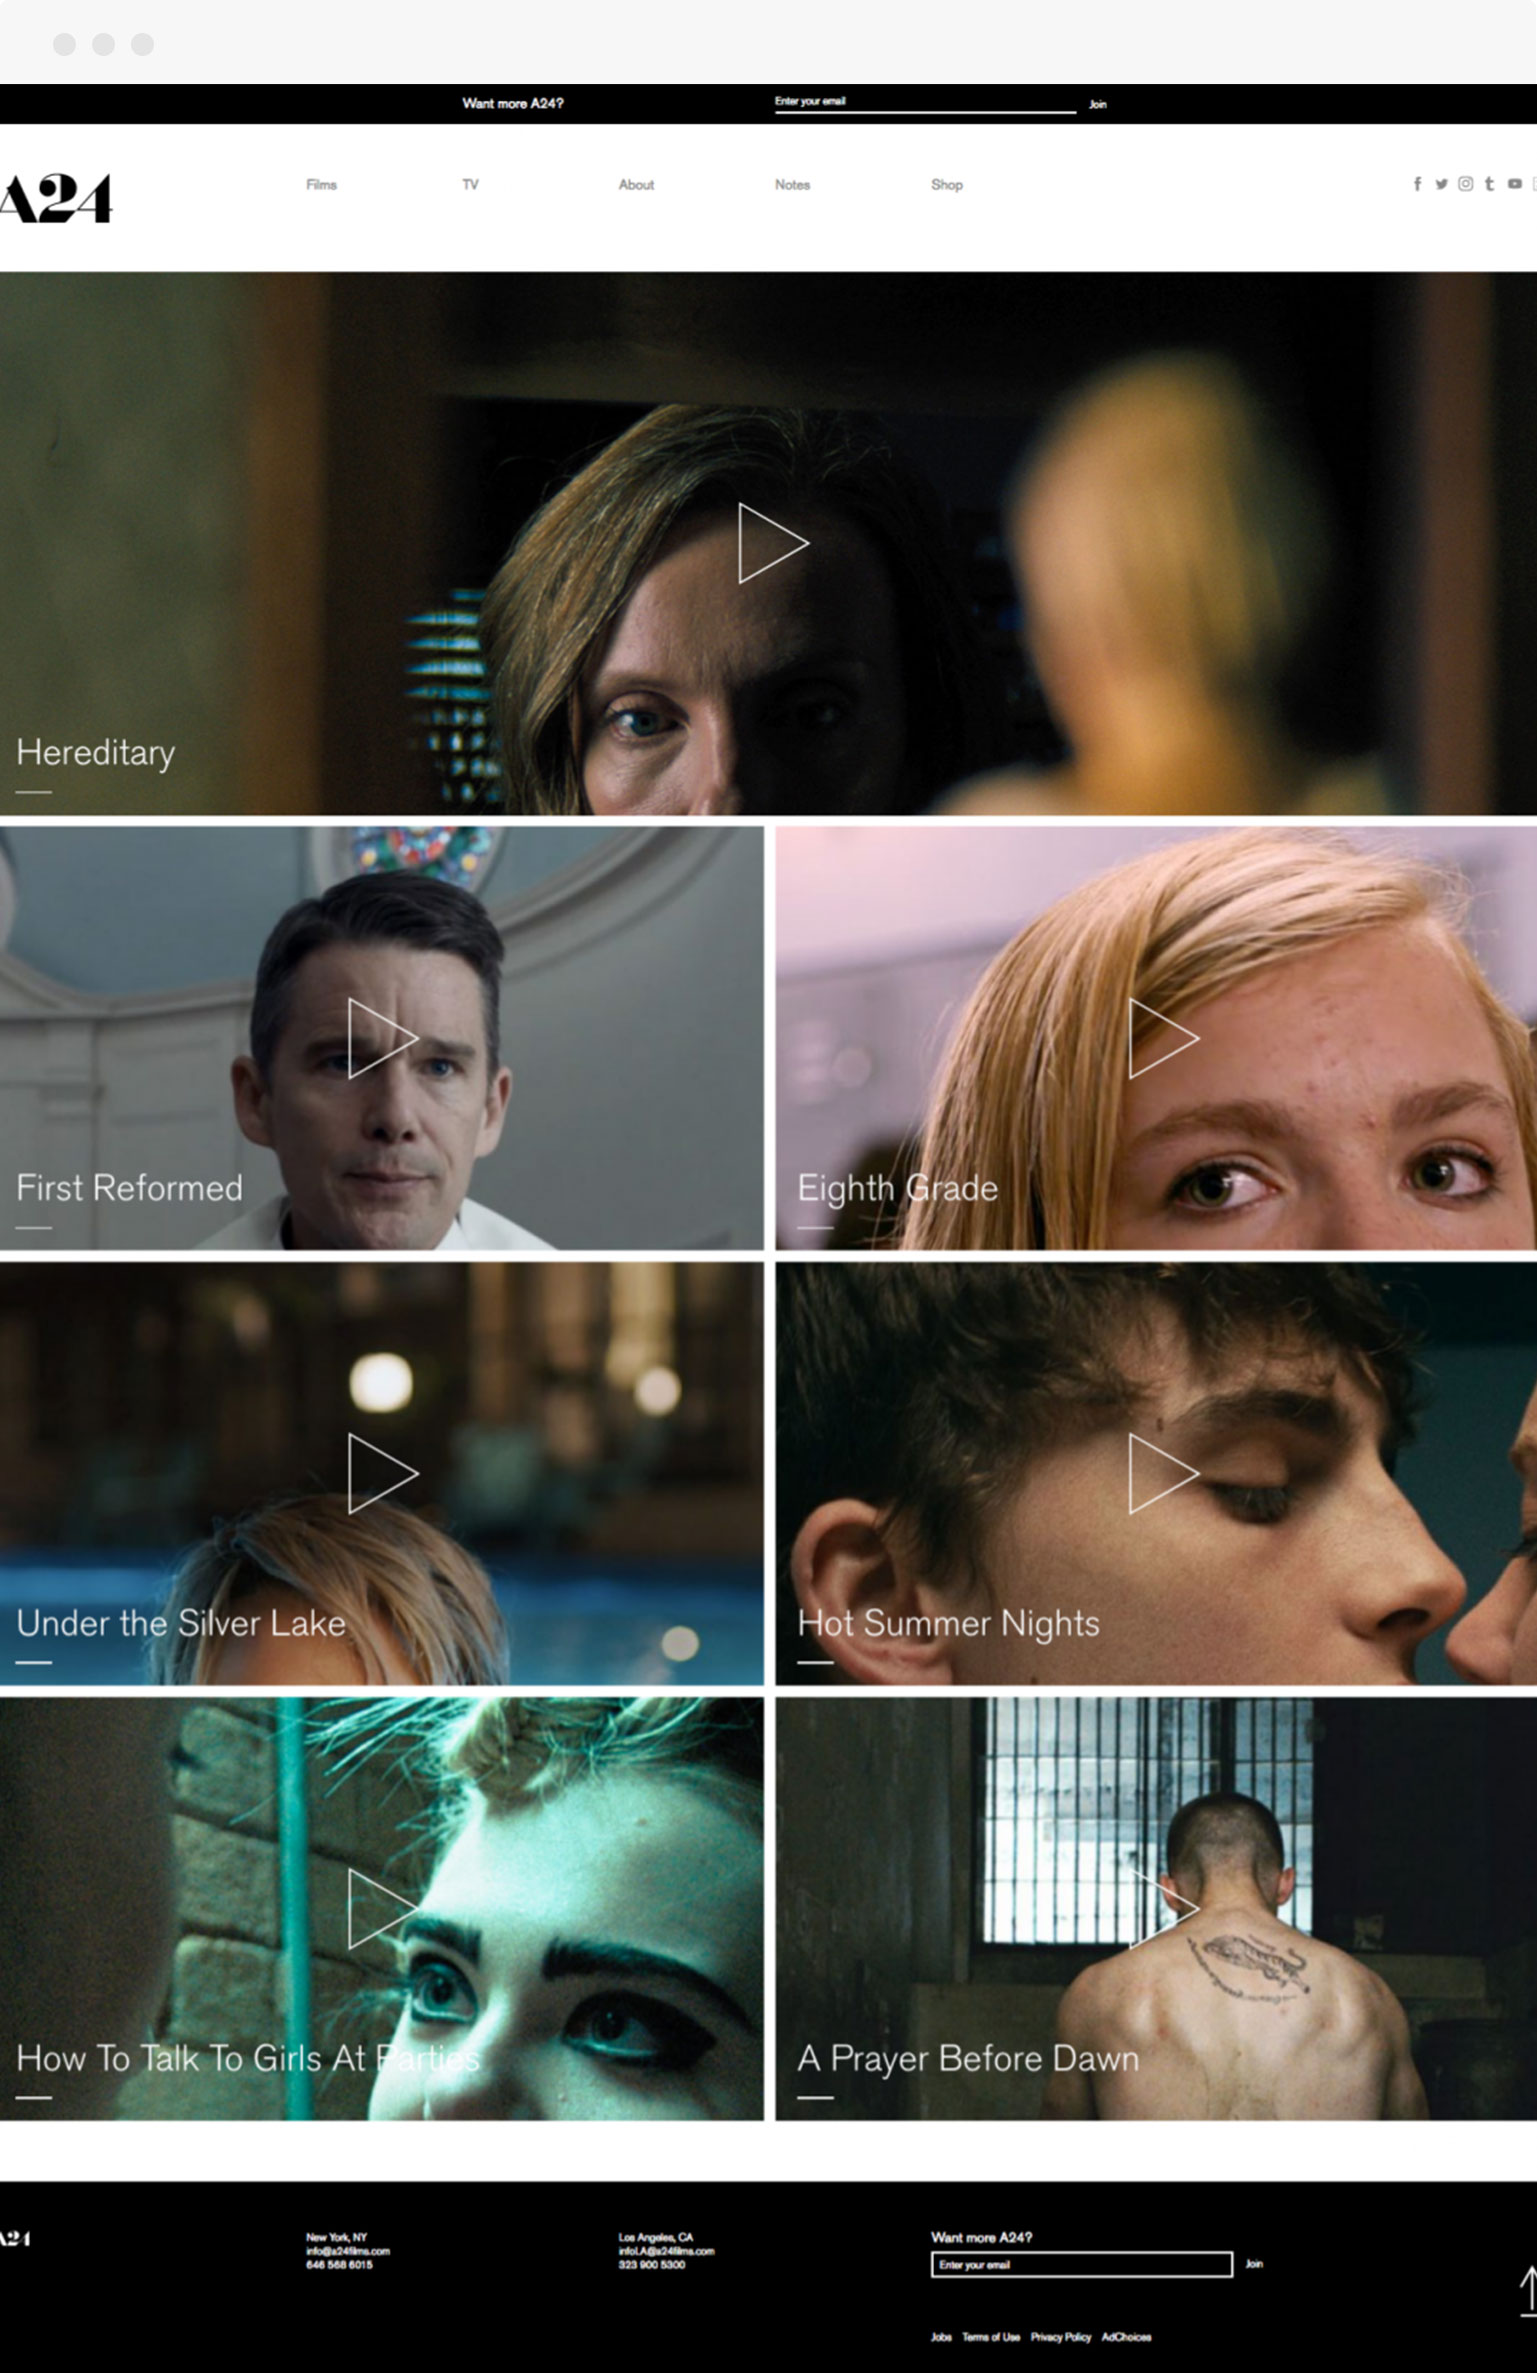 Want more A24?
Enter your email
Join
A24
Films
TV
About
Notes
Shop
Hereditary
First Reformed
Eighth Grade
Under the Silver Lake
Hot Summer Nights
How To Talk To Girls At Parties
A Prayer Before Dawn
A24
New York, NY
info@a24films.com
646 568 6015
Los Angeles, CA
infoLA@a24films.com
323 900 5300
Want more A24?
Enter your email
Join
Jobs
Terms of Use
Privacy Policy
AdChoices